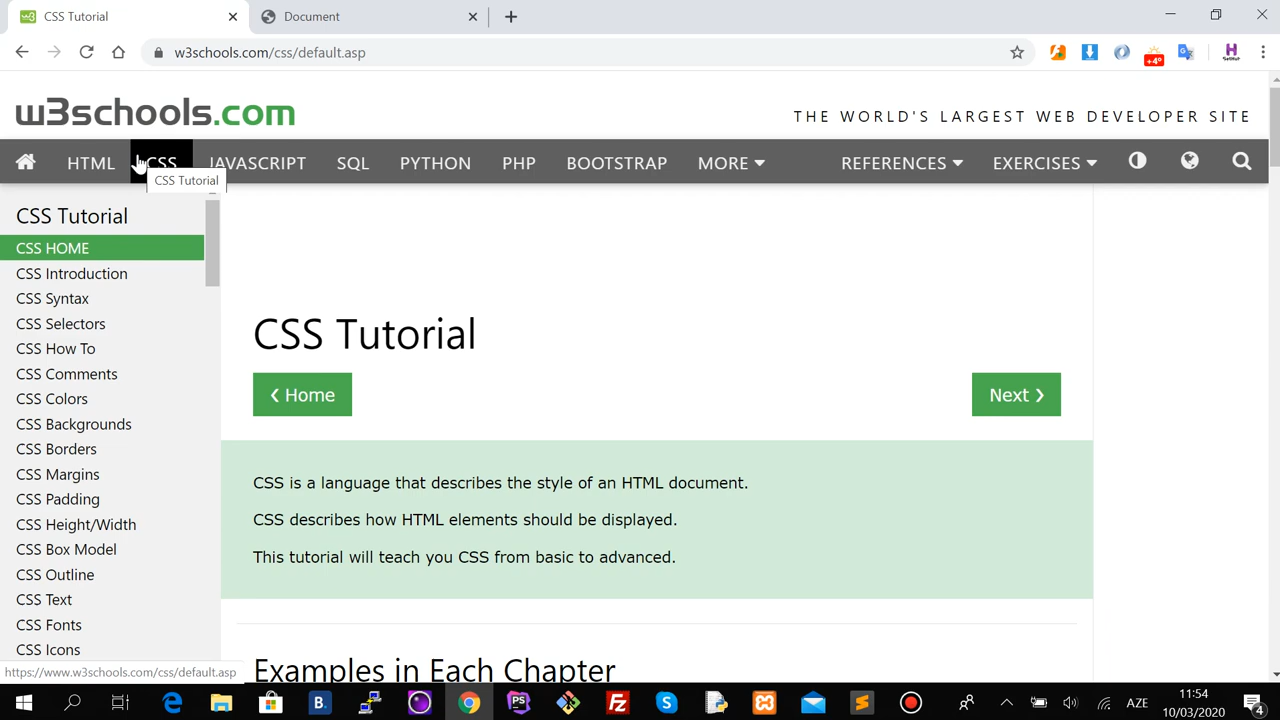 CSS Tutorial
Document
w3schools.com/css/default.asp
+4°
w3schools.com
THE WORLD'S LARGEST WEB DEVELOPER SITE
HTML
CSS
JAVASCRIPT
SQL
PYTHON
PHP
BOOTSTRAP
MORE
REFERENCES
EXERCISES
CSS Tutorial
CSS Tutorial
CSS HOME
CSS Introduction
CSS Syntax
CSS Selectors
CSS How To
CSS Comments
CSS Colors
CSS Backgrounds
CSS Borders
CSS Margins
CSS Padding
CSS Height/Width
CSS Box Model
CSS Outline
CSS Text
CSS Fonts
CSS Icons
CSS Tutorial
❮ Home
Next ❯
CSS is a language that describes the style of an HTML document.
CSS describes how HTML elements should be displayed.
This tutorial will teach you CSS from basic to advanced.
Examples in Each Chapter
https://www.w3schools.com/css/default.asp
B.
PS
AZE
11:54
10/03/2020
4